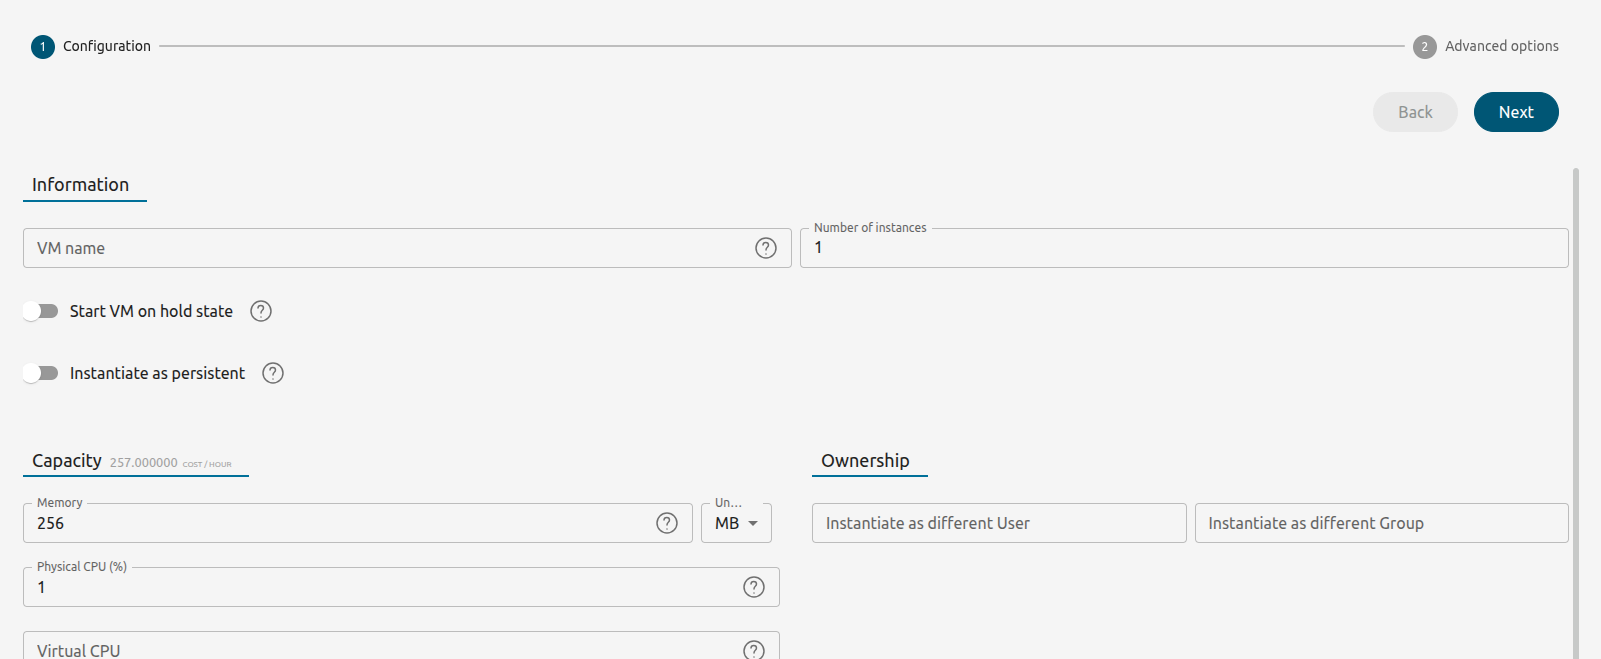 1 Configuration
2 Advanced options
Back
Next
Information
VM name ?
Number of instances
1
Start VM on hold state ?
Instantiate as persistent ?
Capacity 257.000000 COST / HOUR
Memory
256 ?
Un...
MB
Physical CPU (%)
1 ?
Virtual CPU ?
Ownership
Instantiate as different User
Instantiate as different Group